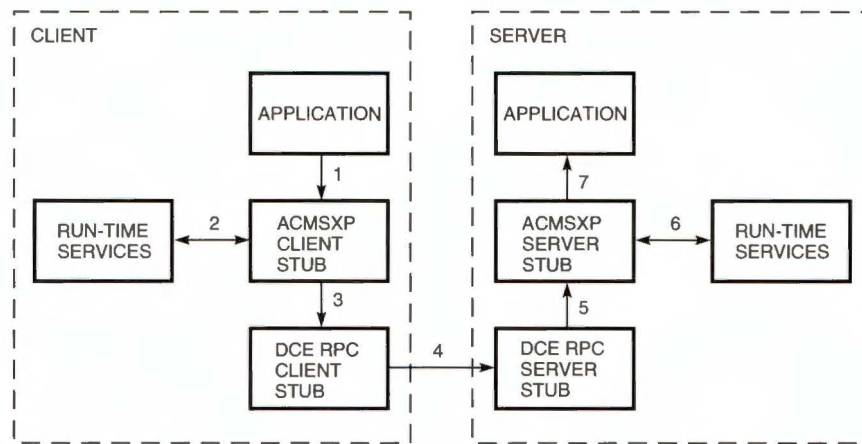 CLIENT
APPLICATION
1
RUN-TIME
SERVICES
2
ACMSXP
CLIENT
STUB
3
DCE RPC
CLIENT
STUB
4
SERVER
APPLICATION
7
ACMSXP
SERVER
STUB
6
RUN-TIME
SERVICES
5
DCE RPC
SERVER
STUB